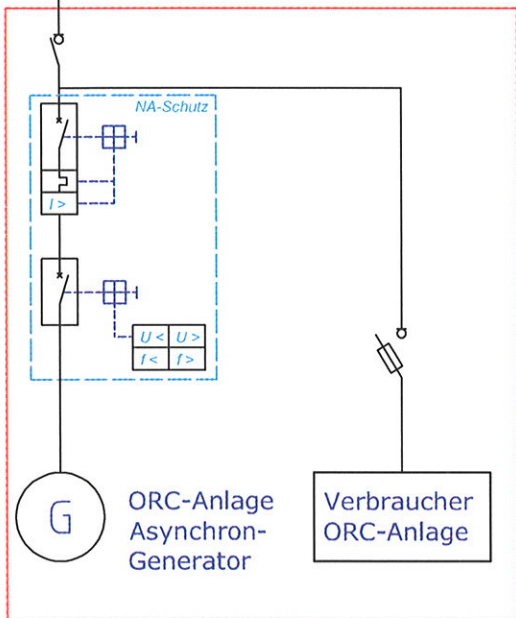 NA-Schutz
I >
U < U >
f < f >
G
ORC-Anlage
Asynchron-
Generator
Verbraucher
ORC-Anlage